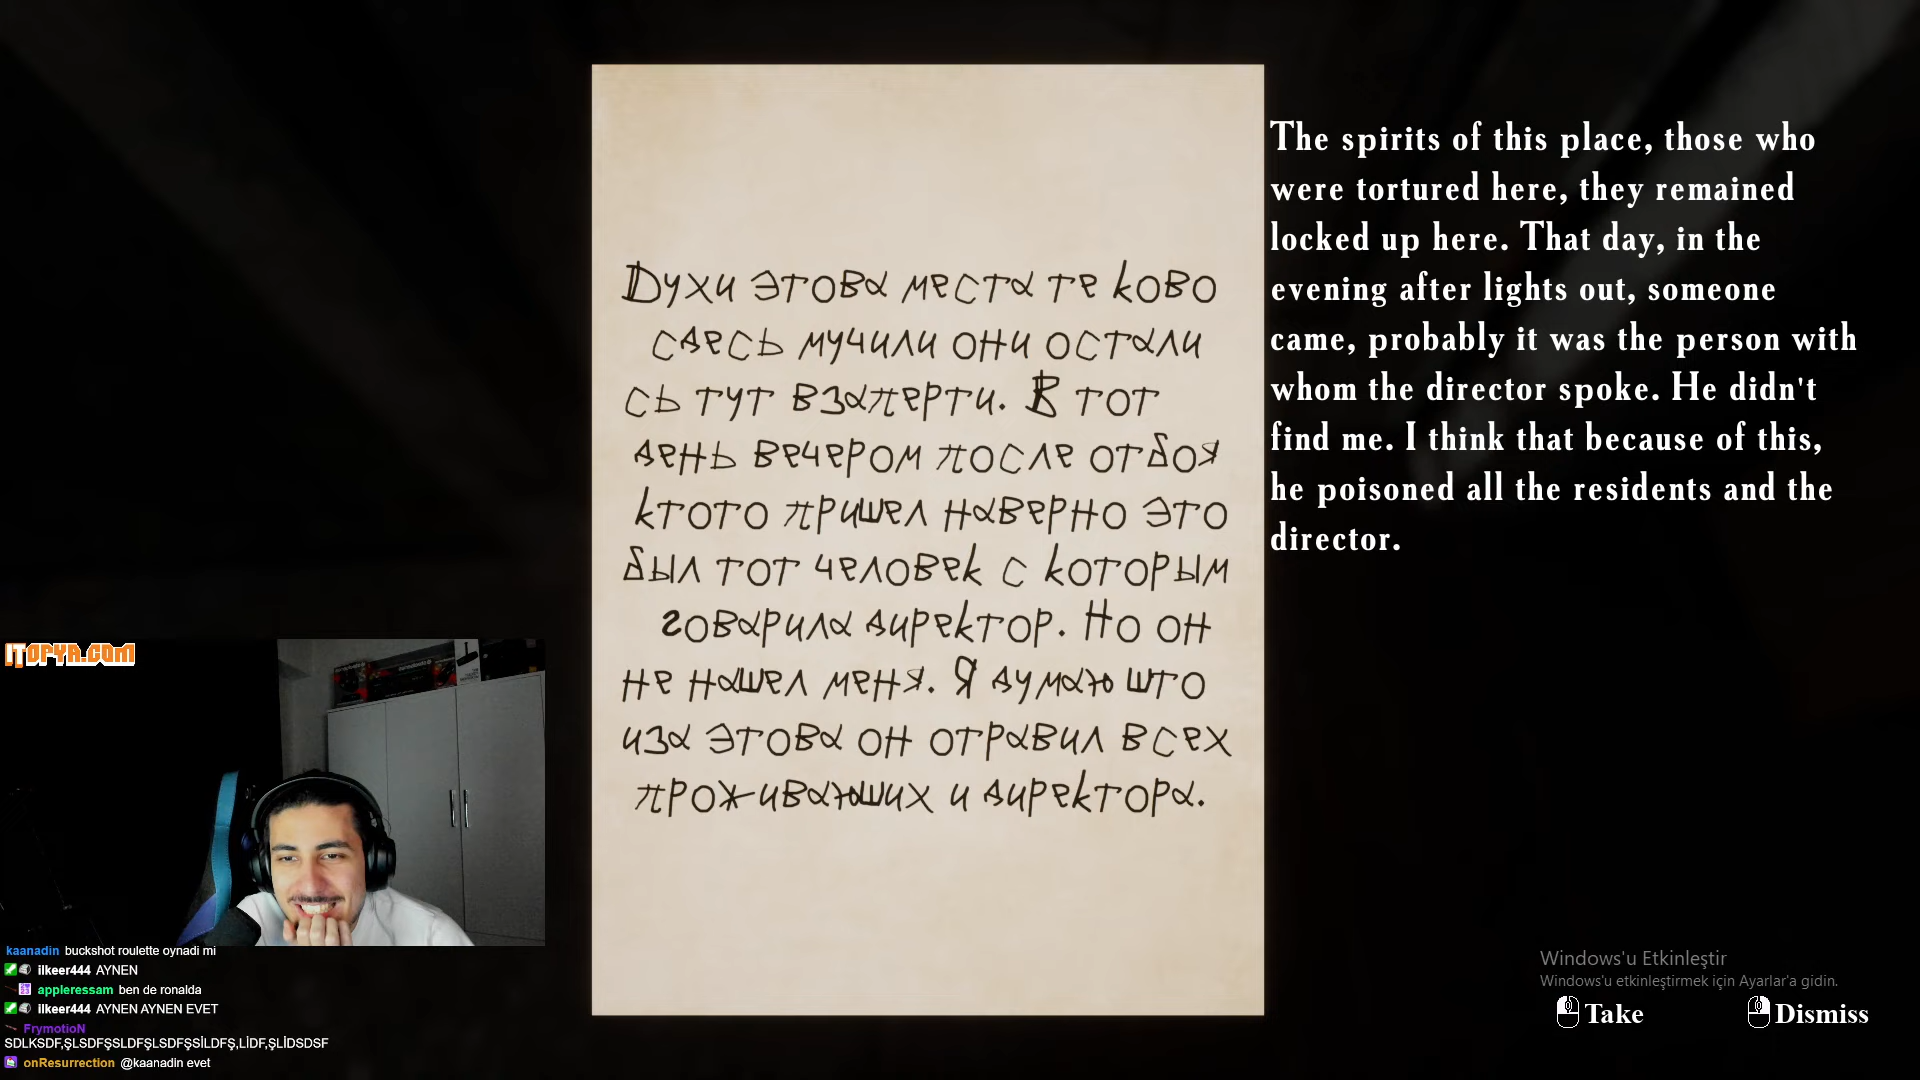 Духи этова места те ково
сдесь мучили они остали
сь тут взаперти. В тот
день вечером после отбоя
ктото пришел наверно это
был тот человек с которым
говарила директор. Но он
не нашел меня. Я думаю што
иза этова он отравил всех
проживаюших и директора.
The spirits of this place, those who
were tortured here, they remained
locked up here. That day, in the
evening after lights out, someone
came, probably it was the person with
whom the director spoke. He didn't
find me. I think that because of this,
he poisoned all the residents and the
director.
ITOPYA.COM
kaanadin buckshot roulette oynadi mi
ilkeer444 AYNEN
appleressam ben de ronalda
ilkeer444 AYNEN AYNEN EVET
FrymotioN
SDLKSDF,ŞLSDFŞSLDFŞLSDFŞSİLDFŞ,LİDF,ŞLİDSDSF
onResurrection @kaanadin evet
Windows'u Etkinleştir
Windows'u etkinleştirmek için Ayarlar'a gidin.
Take Dismiss